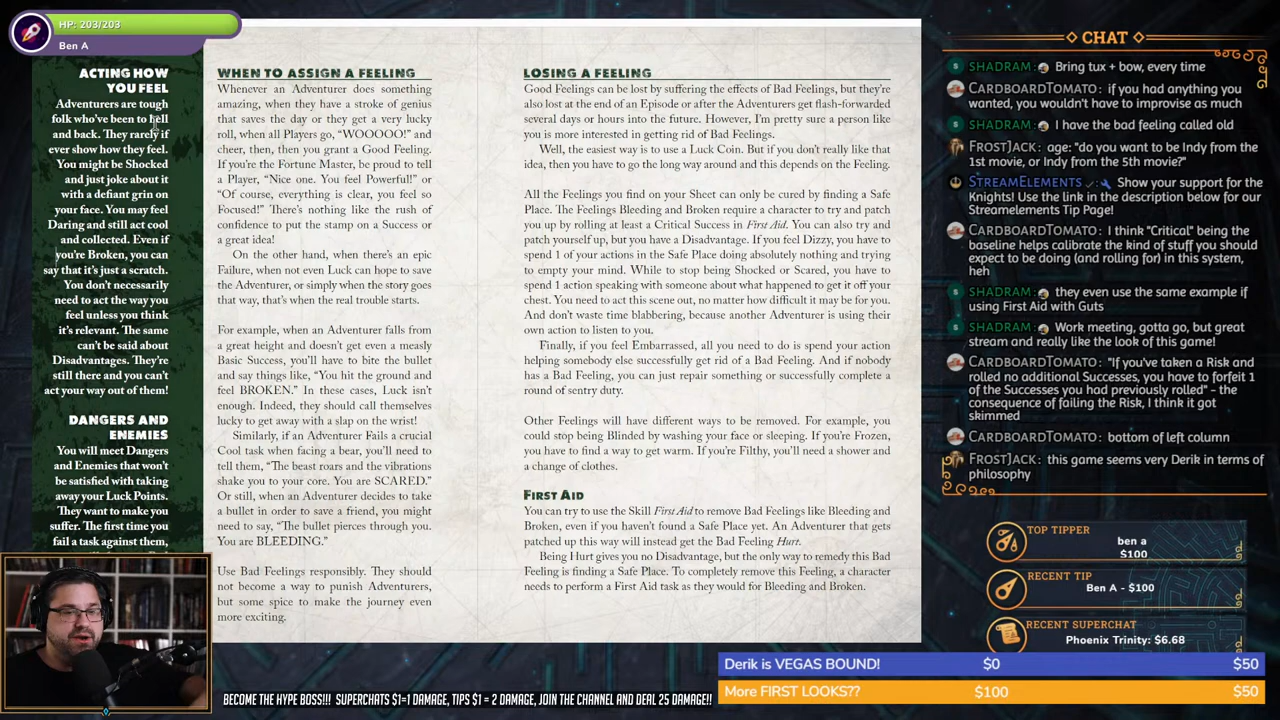 HP: 203/203
Ben A
ACTING HOW
YOU FEEL
Adventurers are tough
folk who've been to hell
and back. They rarely if
ever show how they feel.
You might be Shocked
and just joke about it
with a defiant grin on
your face. You may feel
Daring and still act cool
and collected. Even if
you're Broken, you can
say that it's just a scratch.
You don't necessarily
need to act the way you
feel unless you think
it's relevant. The same
can't be said about
Disadvantages. They're
still there and you can't
act your way out of them!
DANGERS AND
ENEMIES
You will meet Dangers
and Enemies that won't
be satisfied with taking
away your Luck Points.
They want to make you
suffer. The first time you
fail a task against them,
WHEN TO ASSIGN A FEELING
Whenever an Adventurer does something
amazing, when they have a stroke of genius
that saves the day or they get a very lucky
roll, when all Players go, "WOOOOO!" and
cheer, then, then you grant a Good Feeling.
If you're the Fortune Master, be proud to tell
a Player, "Nice one. You feel Powerful!" or
"Of course, everything is clear, you feel so
Focused!" There's nothing like the rush of
confidence to put the stamp on a Success or
a great idea!
On the other hand, when there's an epic
Failure, when not even Luck can hope to save
the Adventurer, or simply when the story goes
that way, that's when the real trouble starts.
For example, when an Adventurer falls from
a great height and doesn't get even a measly
Basic Success, you'll have to bite the bullet
and say things like, "You hit the ground and
feel BROKEN." In these cases, Luck isn't
enough. Indeed, they should call themselves
lucky to get away with a slap on the wrist!
Similarly, if an Adventurer Fails a crucial
Cool task when facing a bear, you'll need to
tell them, "The beast roars and the vibrations
shake you to your core. You are SCARED."
Or still, when an Adventurer decides to take
a bullet in order to save a friend, you might
need to say, "The bullet pierces through you.
You are BLEEDING."
Use Bad Feelings responsibly. They should
not become a way to punish Adventurers,
but some spice to make the journey even
more exciting.
LOSING A FEELING
Good Feelings can be lost by suffering the effects of Bad Feelings, but they're
also lost at the end of an Episode or after the Adventurers get flash-forwarded
several days or hours into the future. However, I'm pretty sure a person like
you is more interested in getting rid of Bad Feelings.
Well, the easiest way is to use a Luck Coin. But if you don't really like that
idea, then you have to go the long way around and this depends on the Feeling.
All the Feelings you find on your Sheet can only be cured by finding a Safe
Place. The Feelings Bleeding and Broken require a character to try and patch
you up by rolling at least a Critical Success in First Aid. You can also try and
patch yourself up, but you have a Disadvantage. If you feel Dizzy, you have to
spend 1 of your actions in the Safe Place doing absolutely nothing and trying
to empty your mind. While to stop being Shocked or Scared, you have to
spend 1 action speaking with someone about what happened to get it off your
chest. You need to act this scene out, no matter how difficult it may be for you.
And don't waste time blabbering, because another Adventurer is using their
own action to listen to you.
Finally, if you feel Embarrassed, all you need to do is spend your action
helping somebody else successfully get rid of a Bad Feeling. And if nobody
has a Bad Feeling, you can just repair something or successfully complete a
round of sentry duty.
Other Feelings will have different ways to be removed. For example, you
could stop being Blinded by washing your face or sleeping. If you're Frozen,
you have to find a way to get warm. If you're Filthy, you'll need a shower and
a change of clothes.
FIRST AID
You can try to use the Skill First Aid to remove Bad Feelings like Bleeding and
Broken, even if you haven't found a Safe Place yet. An Adventurer that gets
patched up this way will instead get the Bad Feeling Hurt.
Being Hurt gives you no Disadvantage, but the only way to remedy this Bad
Feeling is finding a Safe Place. To completely remove this Feeling, a character
needs to perform a First Aid task as they would for Bleeding and Broken.
CHAT
SHADRAM: Bring tux + bow, every time
CARDBOARDTOMATO: if you had anything you
wanted, you wouldn't have to improvise as much
SHADRAM: I have the bad feeling called old
FROSTJACK: age: "do you want to be Indy from the
1st movie, or Indy from the 5th movie?"
STREAMELEMENTS: Show your support for the
Knights! Use the link in the description below for our
Streamelements Tip Page!
CARDBOARDTOMATO: I think "Critical" being the
baseline helps calibrate the kind of stuff you should
expect to be doing (and rolling for) in this system,
heh
SHADRAM: they even use the same example if
using First Aid with Guts
SHADRAM: Work meeting, gotta go, but great
stream and really like the look of this game!
CARDBOARDTOMATO: "If you've taken a Risk and
rolled no additional Successes, you have to forfeit 1
of the Successes you had previously rolled" - the
consequence of failing the Risk, I think it got
skimmed
CARDBOARDTOMATO: bottom of left column
FROSTJACK: this game seems very Derik in terms of
philosophy
TOP TIPPER
ben a
$100
RECENT TIP
Ben A - $100
RECENT SUPERCHAT
Phoenix Trinity: $6.68
Derik is VEGAS BOUND! $0 $50
More FIRST LOOKS?? $100 $50
BECOME THE HYPE BOSS!!! SUPERCHATS $1=1 DAMAGE, TIPS $1 = 2 DAMAGE, JOIN THE CHANNEL AND DEAL 25 DAMAGE!!